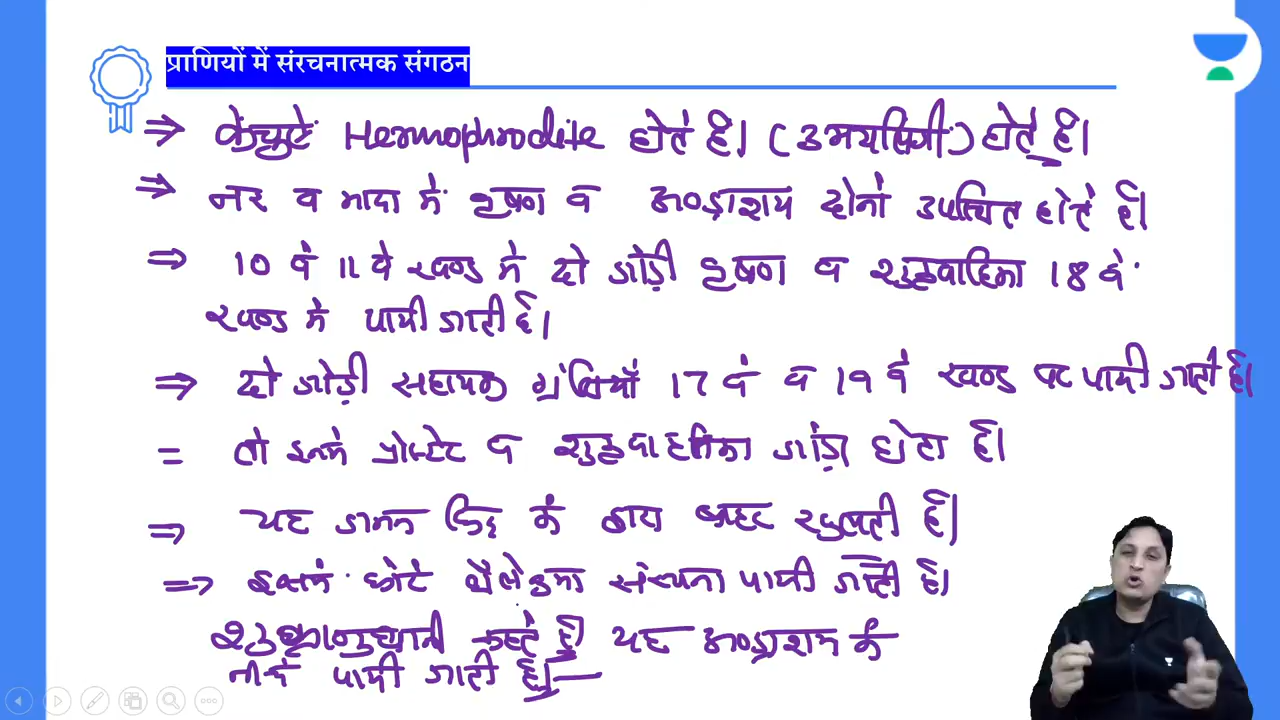 प्राणियों में संरचनात्मक संगठन
⇒ केंचुए Hermophrodite होते है। (उभयलिंगी) होते है।
⇒ नर व मादा में वृषण व अण्डाशय दोनों उपस्थित होते है।
⇒ 10 वे 11 वे खण्ड में दो जोड़ी वृषण व शुक्रवाहिका 18 वे
खण्ड में पायी जाती है।
⇒ दो जोड़ी सहायक ग्रंथियाँ 17 वे व 19 वे खण्ड पर पायी जाती है।
= तो इनमे प्रोस्टेट व शुक्रवाहिका जोड़ा होता है।
⇒ यह जनन छिद्र के द्वारा बाहर खुलती है।
⇒ इसमे छोटे थैलेनुमा संरचना पायी जाती है।
शुक्राणुधानी कहते है यह अण्डाशय के
नीचे पायी जाती है।